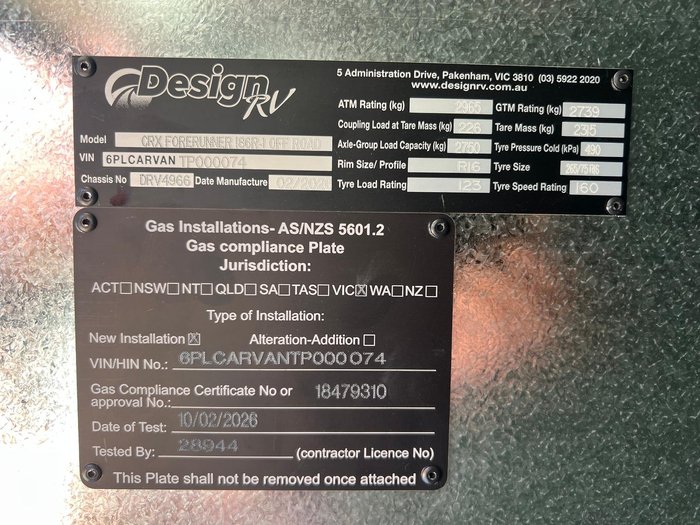 Design RV
5 Administration Drive, Pakenham, VIC 3810 (03) 5922 2020
www.designrv.com.au
ATM Rating (kg) 2965 GTM Rating (kg) 2739
Coupling Load at Tare Mass (kg) 226 Tare Mass (kg) 2315
Model CRX FORERUNNER 186R-1 OFF ROAD Axle-Group Load Capacity (kg) 2750 Tyre Pressure Cold (kPa) 490
VIN 6PLCARVANTP000074 Rim Size/ Profile R16 Tyre Size 265/75 R16
Chassis No DRV4966 Date Manufacture 02/2026 Tyre Load Rating 123 Tyre Speed Rating 160
Gas Installations- AS/NZS 5601.2
Gas compliance Plate
Jurisdiction:
ACT☐NSW☐NT☐QLD☐SA☐TAS☐VIC☒WA☐NZ☐
Type of Installation:
New Installation☒ Alteration-Addition☐
VIN/HIN No.: 6PLCARVANTP000074
Gas Compliance Certificate No or 18479310
approval No.:
Date of Test: 10/02/2026
Tested By: 28944 (contractor Licence No)
This Plate shall not be removed once attached